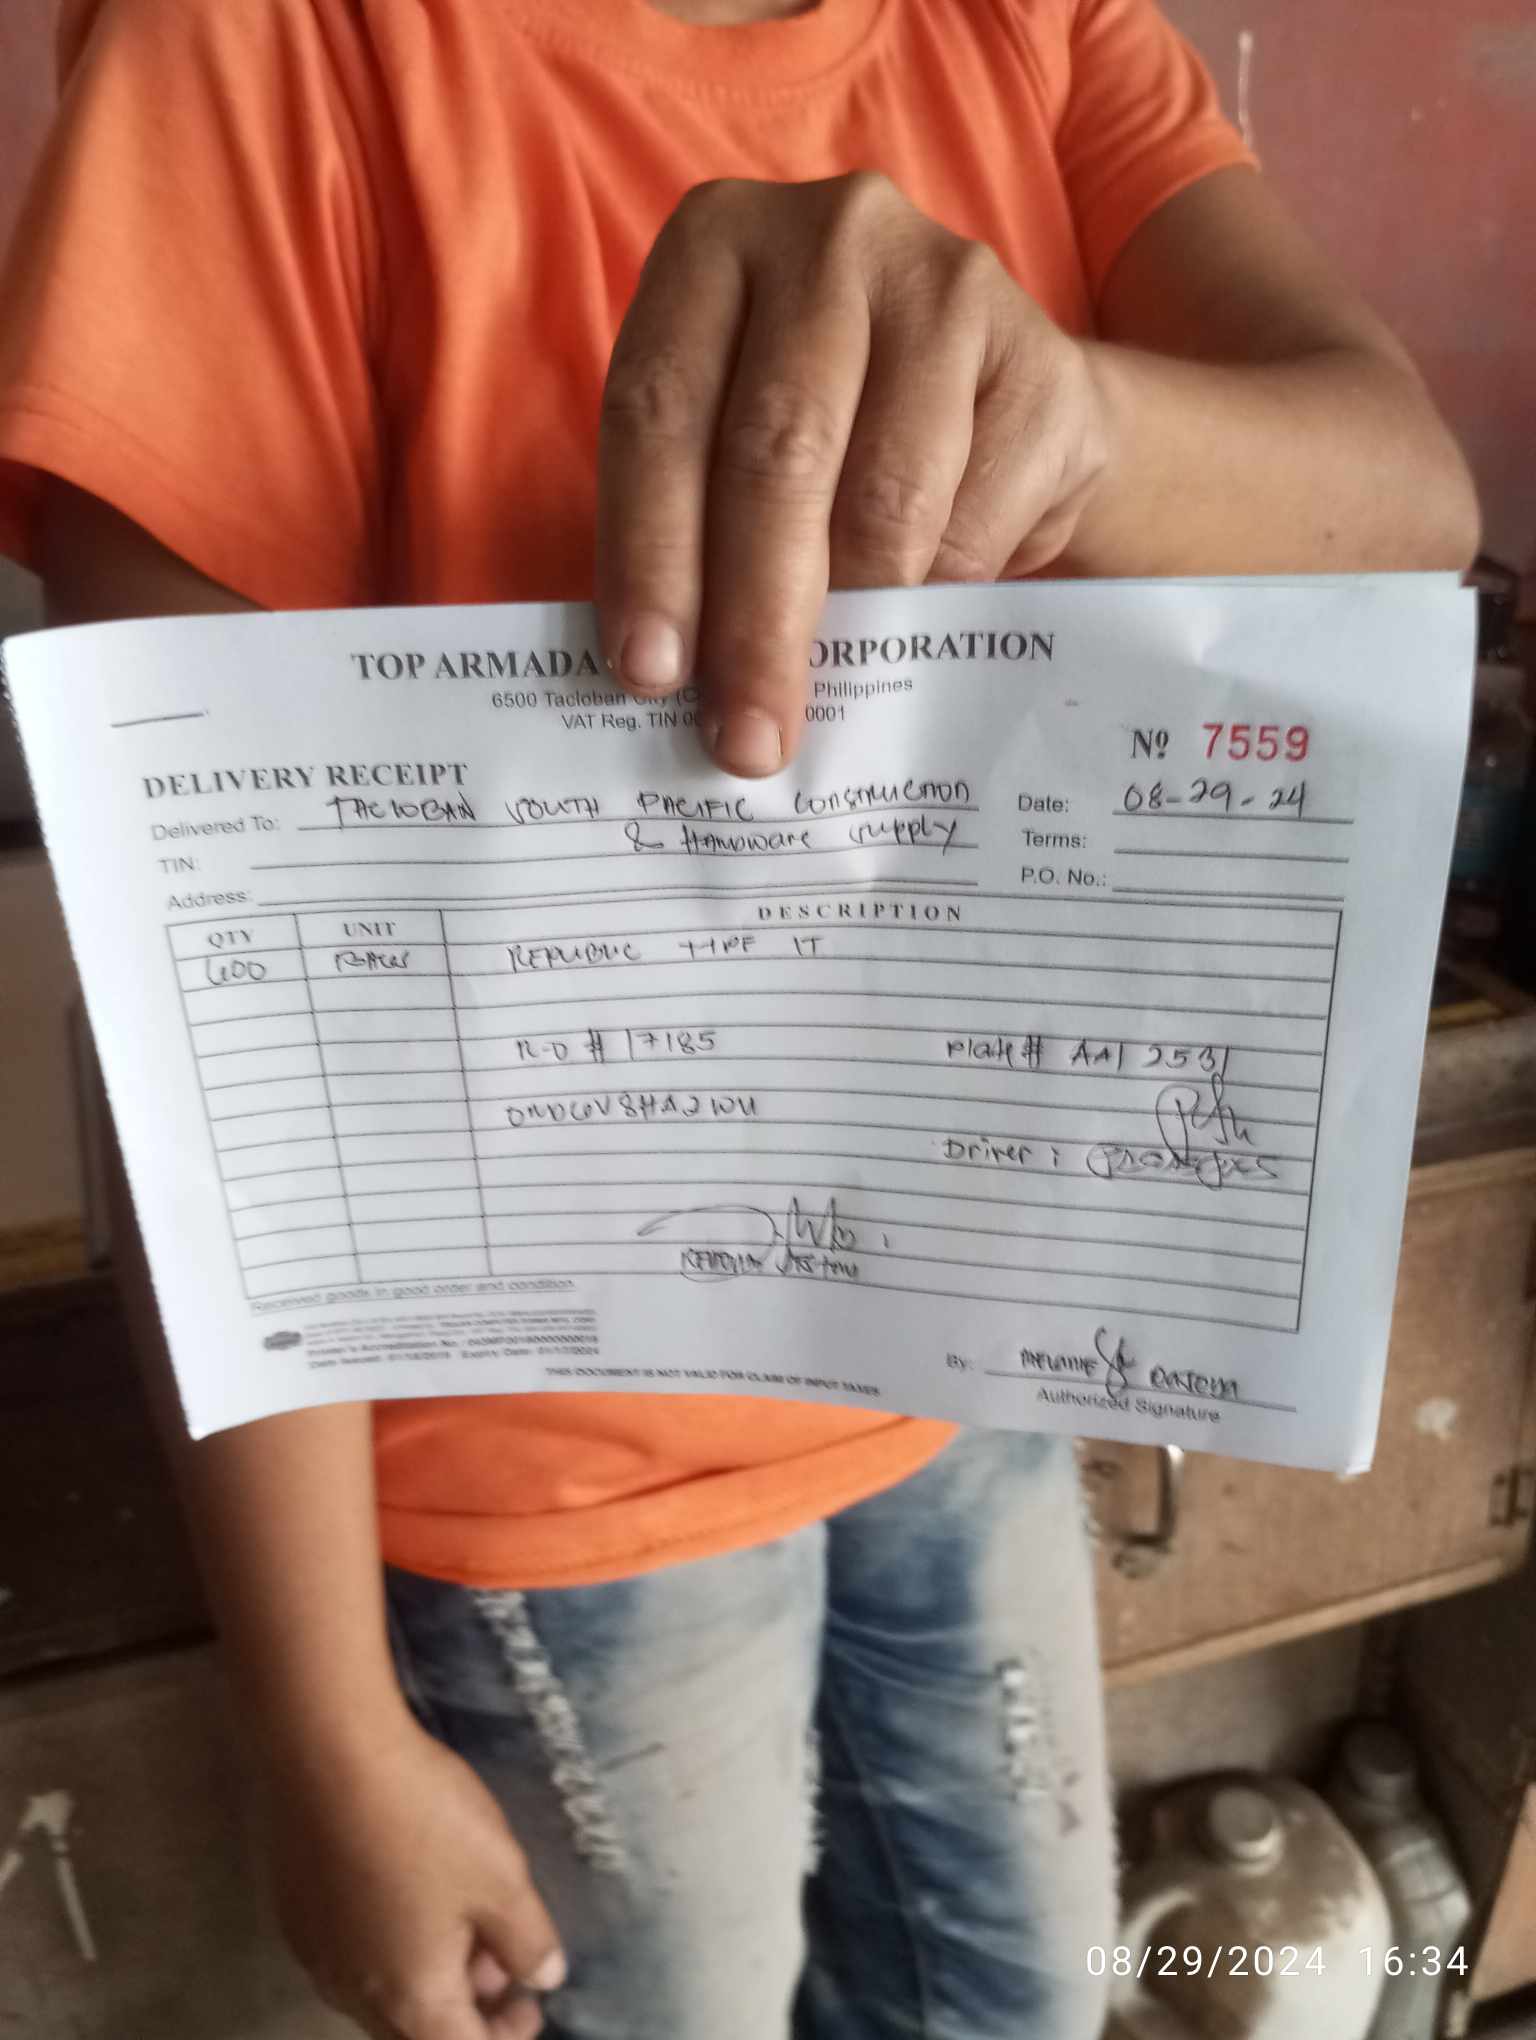 TOP ARMADA ORPORATION
6500 Tacloban City (C Philippines
VAT Reg. TIN 00 0001
Nº 7559
DELIVERY RECEIPT
Delivered To: TACLOBAN SOUTH PACIFIC CONSTRUCTION
& HARDWARE SUPPLY
Date: 08-29-24
TIN:
Terms:
Address:
P.O. No.:
QTY UNIT DESCRIPTION
600 BAGS REPUBLIC TYPE 1T
R-O # 17185 Plate# AAI 2531
Driver:
Received goods in good order and condition
THIS DOCUMENT IS NOT VALID FOR CLAIM OF INPUT TAXES
By: MELANIE
Authorized Signature
08/29/2024 16:34